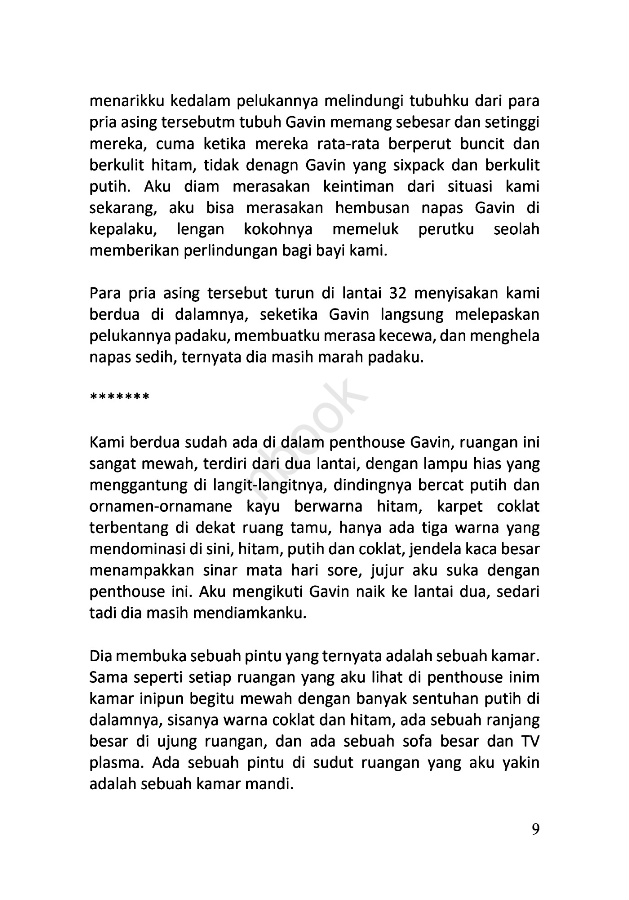 menarikku kedalam pelukannya melindungi tubuhku dari para
pria asing tersebutm tubuh Gavin memang sebesar dan setinggi
mereka, cuma ketika mereka rata-rata berperut buncit dan
berkulit hitam, tidak denagn Gavin yang sixpack dan berkulit
putih. Aku diam merasakan keintiman dari situasi kami
sekarang, aku bisa merasakan hembusan napas Gavin di
kepalaku, lengan kokohnya memeluk perutku seolah
memberikan perlindungan bagi bayi kami.
Para pria asing tersebut turun di lantai 32 menyisakan kami
berdua di dalamnya, seketika Gavin langsung melepaskan
pelukannya padaku, membuatku merasa kecewa, dan menghela
napas sedih, ternyata dia masih marah padaku.
*******
Kami berdua sudah ada di dalam penthouse Gavin, ruangan ini
sangat mewah, terdiri dari dua lantai, dengan lampu hias yang
menggantung di langit-langitnya, dindingnya bercat putih dan
ornamen-ornamane kayu berwarna hitam, karpet coklat
terbentang di dekat ruang tamu, hanya ada tiga warna yang
mendominasi di sini, hitam, putih dan coklat, jendela kaca besar
menampakkan sinar mata hari sore, jujur aku suka dengan
penthouse ini. Aku mengikuti Gavin naik ke lantai dua, sedari
tadi dia masih mendiamkanku.
Dia membuka sebuah pintu yang ternyata adalah sebuah kamar.
Sama seperti setiap ruangan yang aku lihat di penthouse inim
kamar inipun begitu mewah dengan banyak sentuhan putih di
dalamnya, sisanya warna coklat dan hitam, ada sebuah ranjang
besar di ujung ruangan, dan ada sebuah sofa besar dan TV
plasma. Ada sebuah pintu di sudut ruangan yang aku yakin
adalah sebuah kamar mandi.
9